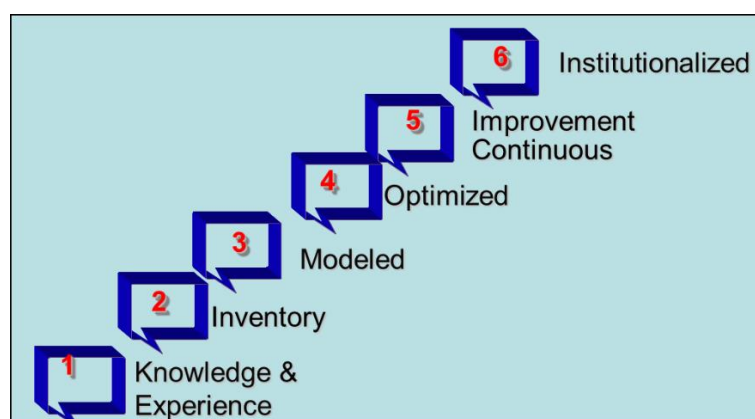 6 Institutionalized
5 Improvement
Continuous
4 Optimized
3 Modeled
2 Inventory
1 Knowledge &
Experience